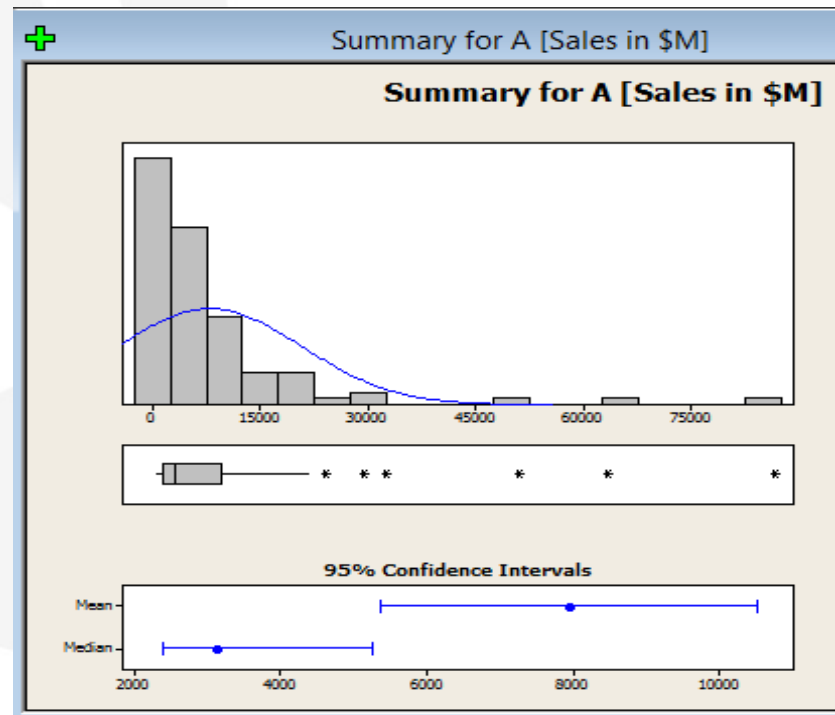 Summary for A [Sales in $M]
Summary for A [Sales in $M]
0 15000 30000 45000 60000 75000
95% Confidence Intervals
Mean
Median
2000 4000 6000 8000 10000